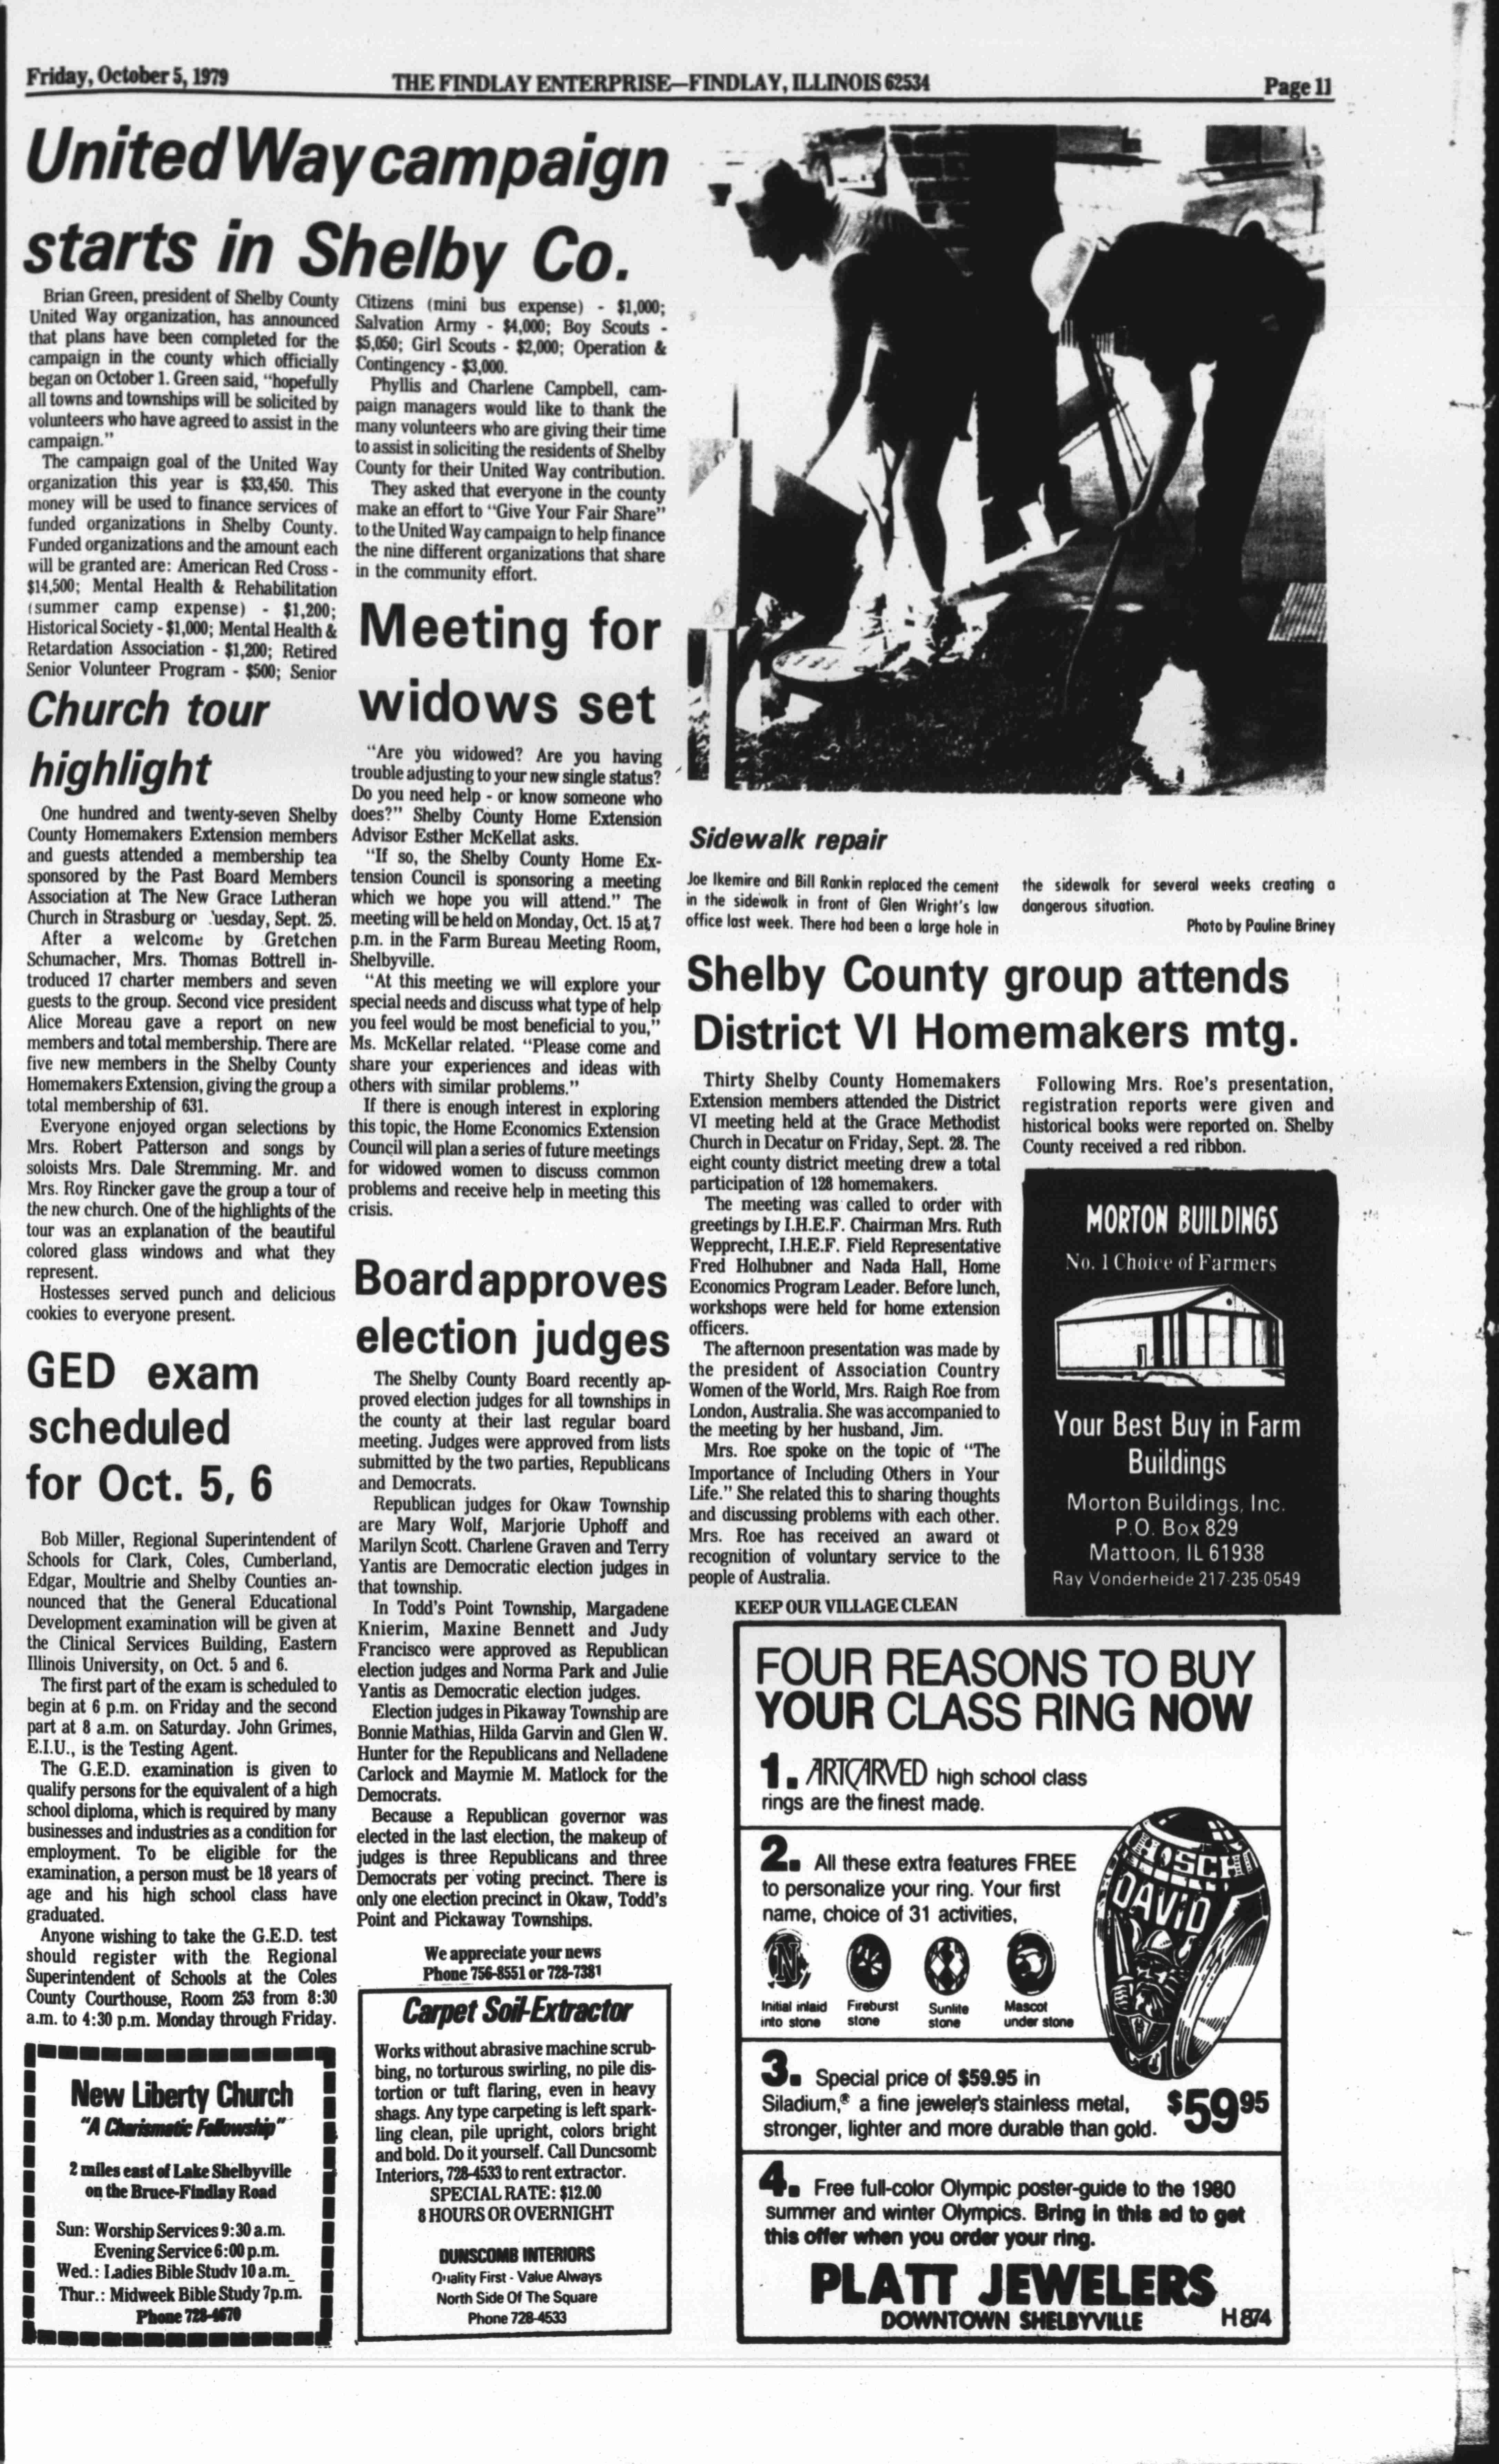 Friday, October 5, 1979
THE FINDLAY ENTERPRISE—FINDLAY, ILLINOIS 62534
Page 11
United Way campaign
starts in Shelby Co.
Brian Green, president of Shelby County
United Way organization, has announced
that plans have been completed for the
campaign in the county which officially
began on October 1. Green said, "hopefully
all towns and townships will be solicited by
volunteers who have agreed to assist in the
campaign."
The campaign goal of the United Way
organization this year is $33,450. This
money will be used to finance services of
funded organizations in Shelby County.
Funded organizations and the amount each
will be granted are: American Red Cross -
$14,500; Mental Health & Rehabilitation
(summer camp expense) - $1,200;
Historical Society - $1,000; Mental Health &
Retardation Association - $1,200; Retired
Senior Volunteer Program - $500; Senior
Citizens (mini bus expense) - $1,000;
Salvation Army - $4,000; Boy Scouts -
$5,050; Girl Scouts - $2,000; Operation &
Contingency - $3,000.
Phyllis and Charlene Campbell, cam-
paign managers would like to thank the
many volunteers who are giving their time
to assist in soliciting the residents of Shelby
County for their United Way contribution.
They asked that everyone in the county
make an effort to "Give Your Fair Share"
to the United Way campaign to help finance
the nine different organizations that share
in the community effort.
Church tour
highlight
One hundred and twenty-seven Shelby
County Homemakers Extension members
and guests attended a membership tea
sponsored by the Past Board Members
Association at The New Grace Lutheran
Church in Strasburg or 'uesday, Sept. 25.
After a welcome by Gretchen
Schumacher, Mrs. Thomas Bottrell in-
troduced 17 charter members and seven
guests to the group. Second vice president
Alice Moreau gave a report on new
members and total membership. There are
five new members in the Shelby County
Homemakers Extension, giving the group a
total membership of 631.
Everyone enjoyed organ selections by
Mrs. Robert Patterson and songs by
soloists Mrs. Dale Stremming. Mr. and
Mrs. Roy Rincker gave the group a tour of
the new church. One of the highlights of the
tour was an explanation of the beautiful
colored glass windows and what they
represent.
Hostesses served punch and delicious
cookies to everyone present.
GED exam
scheduled
for Oct. 5, 6
Bob Miller, Regional Superintendent of
Schools for Clark, Coles, Cumberland,
Edgar, Moultrie and Shelby Counties an-
nounced that the General Educational
Development examination will be given at
the Clinical Services Building, Eastern
Illinois University, on Oct. 5 and 6.
The first part of the exam is scheduled to
begin at 6 p.m. on Friday and the second
part at 8 a.m. on Saturday. John Grimes,
E.I.U., is the Testing Agent.
The G.E.D. examination is given to
qualify persons for the equivalent of a high
school diploma, which is required by many
businesses and industries as a condition for
employment. To be eligible for the
examination, a person must be 18 years of
age and his high school class have
graduated.
Anyone wishing to take the G.E.D. test
should register with the Regional
Superintendent of Schools at the Coles
County Courthouse, Room 253 from 8:30
a.m. to 4:30 p.m. Monday through Friday.
New Liberty Church
"A Charismatic Fellowship"
2 miles east of Lake Shelbyville
on the Bruce-Findlay Road
Sun: Worship Services 9:30 a.m.
Evening Service 6:00 p.m.
Wed.: Ladies Bible Study 10 a.m.
Thur.: Midweek Bible Study 7p.m.
Phone 728-4670
Meeting for
widows set
"Are you widowed? Are you having
trouble adjusting to your new single status?
Do you need help - or know someone who
does?" Shelby County Home Extension
Advisor Esther McKellat asks.
"If so, the Shelby County Home Ex-
tension Council is sponsoring a meeting
which we hope you will attend." The
meeting will be held on Monday, Oct. 15 at 7
p.m. in the Farm Bureau Meeting Room,
Shelbyville.
"At this meeting we will explore your
special needs and discuss what type of help
you feel would be most beneficial to you,"
Ms. McKellar related. "Please come and
share your experiences and ideas with
others with similar problems."
If there is enough interest in exploring
this topic, the Home Economics Extension
Council will plan a series of future meetings
for widowed women to discuss common
problems and receive help in meeting this
crisis.
Board approves
election judges
The Shelby County Board recently ap-
proved election judges for all townships in
the county at their last regular board
meeting. Judges were approved from lists
submitted by the two parties, Republicans
and Democrats.
Republican judges for Okaw Township
are Mary Wolf, Marjorie Uphoff and
Marilyn Scott. Charlene Graven and Terry
Yantis are Democratic election judges in
that township.
In Todd's Point Township, Margadene
Knierim, Maxine Bennett and Judy
Francisco were approved as Republican
election judges and Norma Park and Julie
Yantis as Democratic election judges.
Election judges in Pikaway Township are
Bonnie Mathias, Hilda Garvin and Glen W.
Hunter for the Republicans and Nelladene
Carlock and Maymie M. Matlock for the
Democrats.
Because a Republican governor was
elected in the last election, the makeup of
judges is three Republicans and three
Democrats per voting precinct. There is
only one election precinct in Okaw, Todd's
Point and Pickaway Townships.
We appreciate your news
Phone 756-8551 or 728-7381
Carpet Soil-Extractor
Works without abrasive machine scrub-
bing, no torturous swirling, no pile dis-
tortion or tuft flaring, even in heavy
shags. Any type carpeting is left spark-
ling clean, pile upright, colors bright
and bold. Do it yourself. Call Duncsomb
Interiors, 728-4533 to rent extractor.
SPECIAL RATE: $12.00
8 HOURS OR OVERNIGHT
DUNSCOMB INTERIORS
Quality First - Value Always
North Side Of The Square
Phone 728-4533
Sidewalk repair
Joe Ikemire and Bill Rankin replaced the cement
in the sidewalk in front of Glen Wright's law
office last week. There had been a large hole in
the sidewalk for several weeks creating a
dangerous situation.
Photo by Pauline Briney
Shelby County group attends
District VI Homemakers mtg.
Thirty Shelby County Homemakers
Extension members attended the District
VI meeting held at the Grace Methodist
Church in Decatur on Friday, Sept. 28. The
eight county district meeting drew a total
participation of 128 homemakers.
The meeting was called to order with
greetings by I.H.E.F. Chairman Mrs. Ruth
Wepprecht, I.H.E.F. Field Representative
Fred Holhubner and Nada Hall, Home
Economics Program Leader. Before lunch,
workshops were held for home extension
officers.
The afternoon presentation was made by
the president of Association Country
Women of the World, Mrs. Raigh Roe from
London, Australia. She was accompanied to
the meeting by her husband, Jim.
Mrs. Roe spoke on the topic of "The
Importance of Including Others in Your
Life." She related this to sharing thoughts
and discussing problems with each other.
Mrs. Roe has received an award of
recognition of voluntary service to the
people of Australia.
Following Mrs. Roe's presentation,
registration reports were given and
historical books were reported on. Shelby
County received a red ribbon.
KEEP OUR VILLAGE CLEAN
MORTON BUILDINGS
No. 1 Choice of Farmers
Your Best Buy in Farm
Buildings
Morton Buildings, Inc.
P.O. Box 829
Mattoon, IL 61938
Ray Vonderheide 217-235-0549
FOUR REASONS TO BUY
YOUR CLASS RING NOW
1. ARTCARVED high school class
rings are the finest made.
2. All these extra features FREE
to personalize your ring. Your first
name, choice of 31 activities,
N
Initial inlaid
into stone
Fireburst
stone
Sunlite
stone
Mascot
under stone
DAVID
3. Special price of $59.95 in
Siladium,® a fine jeweler's stainless metal,
stronger, lighter and more durable than gold.
$59 95
4. Free full-color Olympic poster-guide to the 1980
summer and winter Olympics. Bring in this ad to get
this offer when you order your ring.
PLATT JEWELERS
DOWNTOWN SHELBYVILLE
H 874